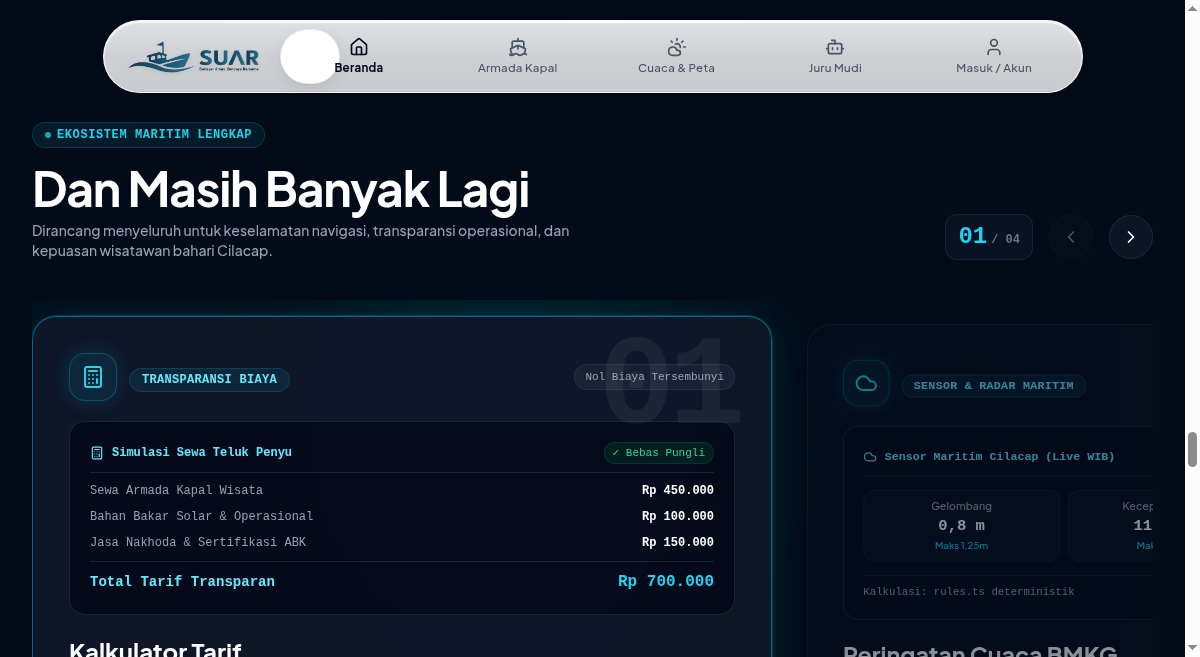 SUAR
Beranda
Armada Kapal
Cuaca & Peta
Juru Mudi
Masuk / Akun
EKOSISTEM MARITIM LENGKAP
Dan Masih Banyak Lagi
Dirancang menyeluruh untuk keselamatan navigasi, transparansi operasional, dan
kepuasan wisatawan bahari Cilacap.
01 / 04
01
TRANSPARANSI BIAYA
Nol Biaya Tersembunyi
Simulasi Sewa Teluk Penyu
✓ Bebas Pungli
Sewa Armada Kapal Wisata
Rp 450.000
Bahan Bakar Solar & Operasional
Rp 100.000
Jasa Nakhoda & Sertifikasi ABK
Rp 150.000
Total Tarif Transparan
Rp 700.000
Kalkulator Tarif
SENSOR & RADAR MARITIM
Sensor Maritim Cilacap (Live WIB)
Gelombang
0,8 m
Maks 1,25m
Kecep
11
Mak
Kalkulasi: rules.ts deterministik
Peringatan Cuaca BMKG